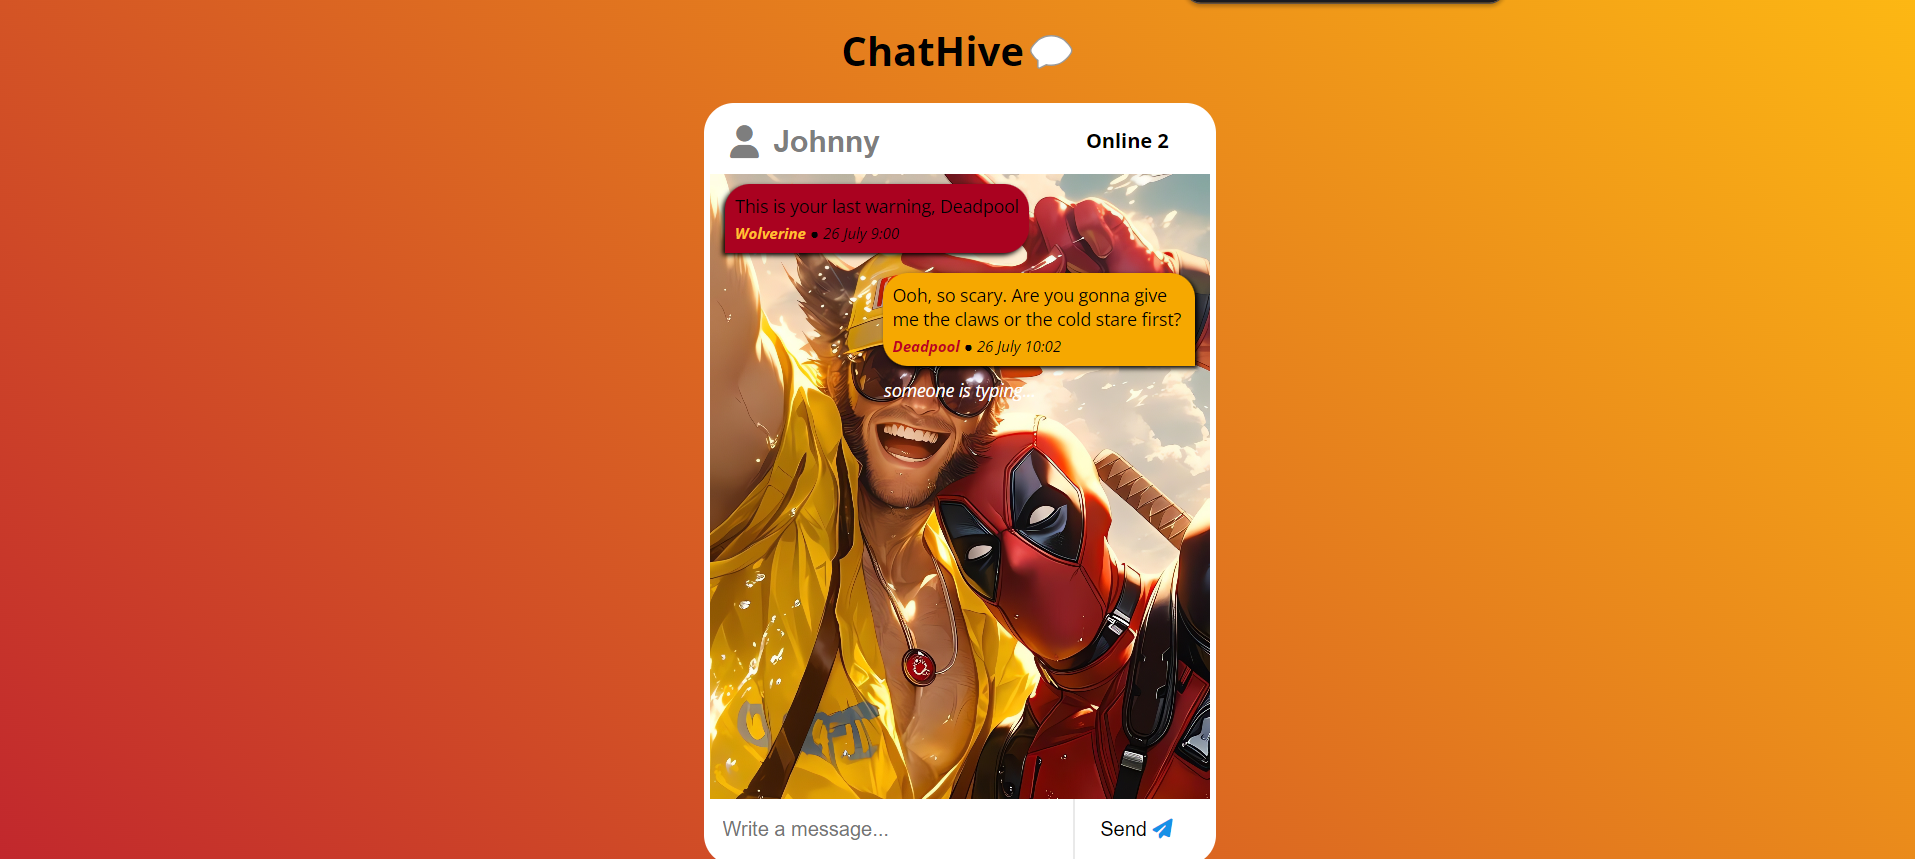 ChatHive
Johnny
Online 2
This is your last warning, Deadpool
Wolverine ● 26 July 9:00
Ooh, so scary. Are you gonna give
me the claws or the cold stare first?
Deadpool ● 26 July 10:02
someone is typing...
Write a message...
Send